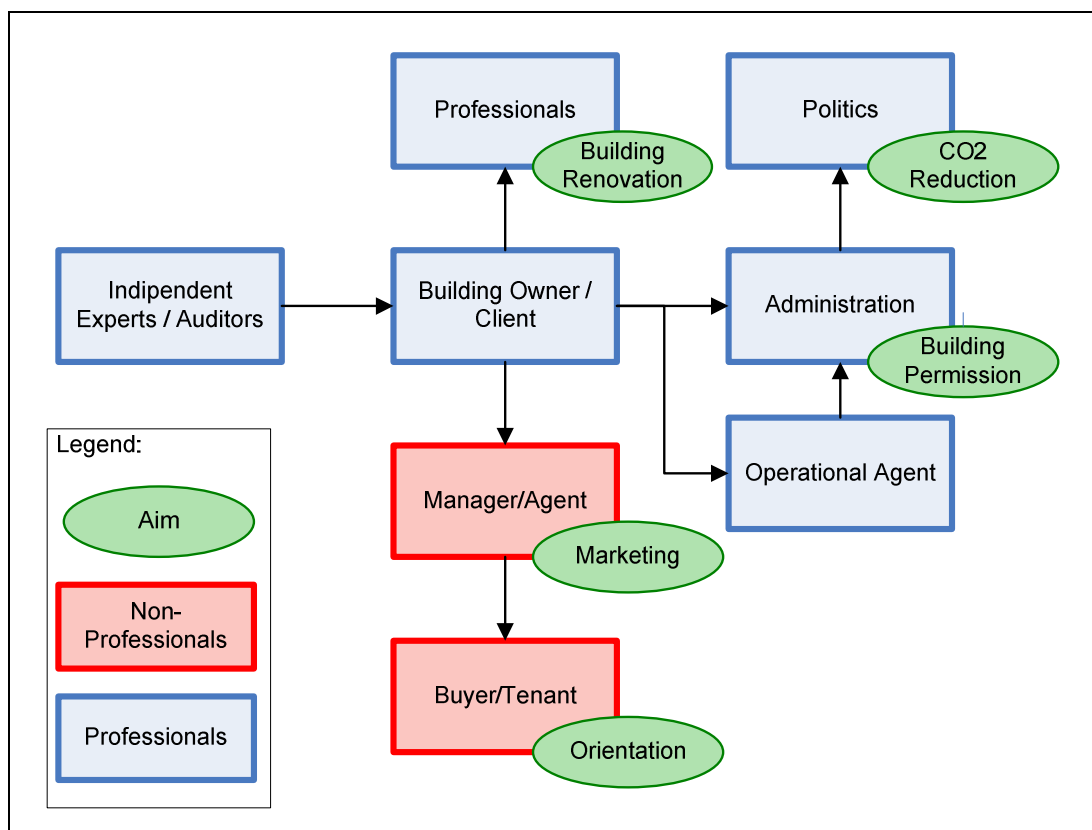 Professionals
Building
Renovation
Politics
CO2
Reduction
Indipendent
Experts / Auditors
Building Owner /
Client
Administration
Building
Permission
Legend:
Aim
Non-
Professionals
Professionals
Manager/Agent
Marketing
Operational Agent
Buyer/Tenant
Orientation